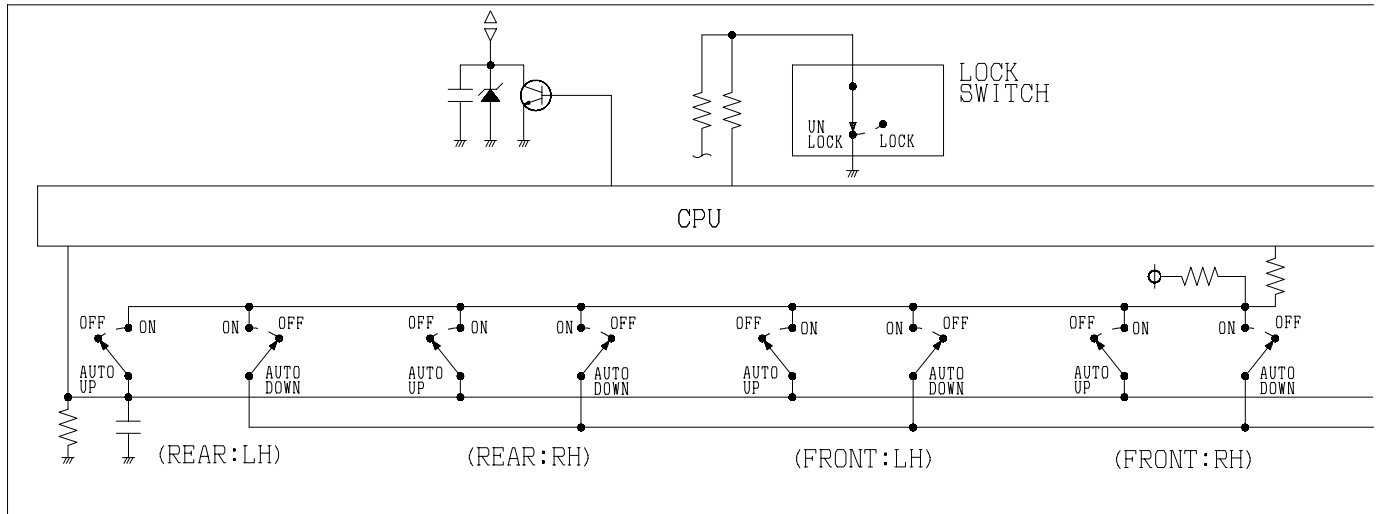 LOCK
SWITCH
UN
LOCK
LOCK
CPU
OFF
ON
ON
OFF
OFF
ON
ON
OFF
OFF
ON
ON
OFF
OFF
ON
ON
OFF
AUTO
UP
AUTO
DOWN
AUTO
UP
AUTO
DOWN
AUTO
UP
AUTO
DOWN
AUTO
UP
AUTO
DOWN
(REAR:LH)
(REAR:RH)
(FRONT:LH)
(FRONT:RH)